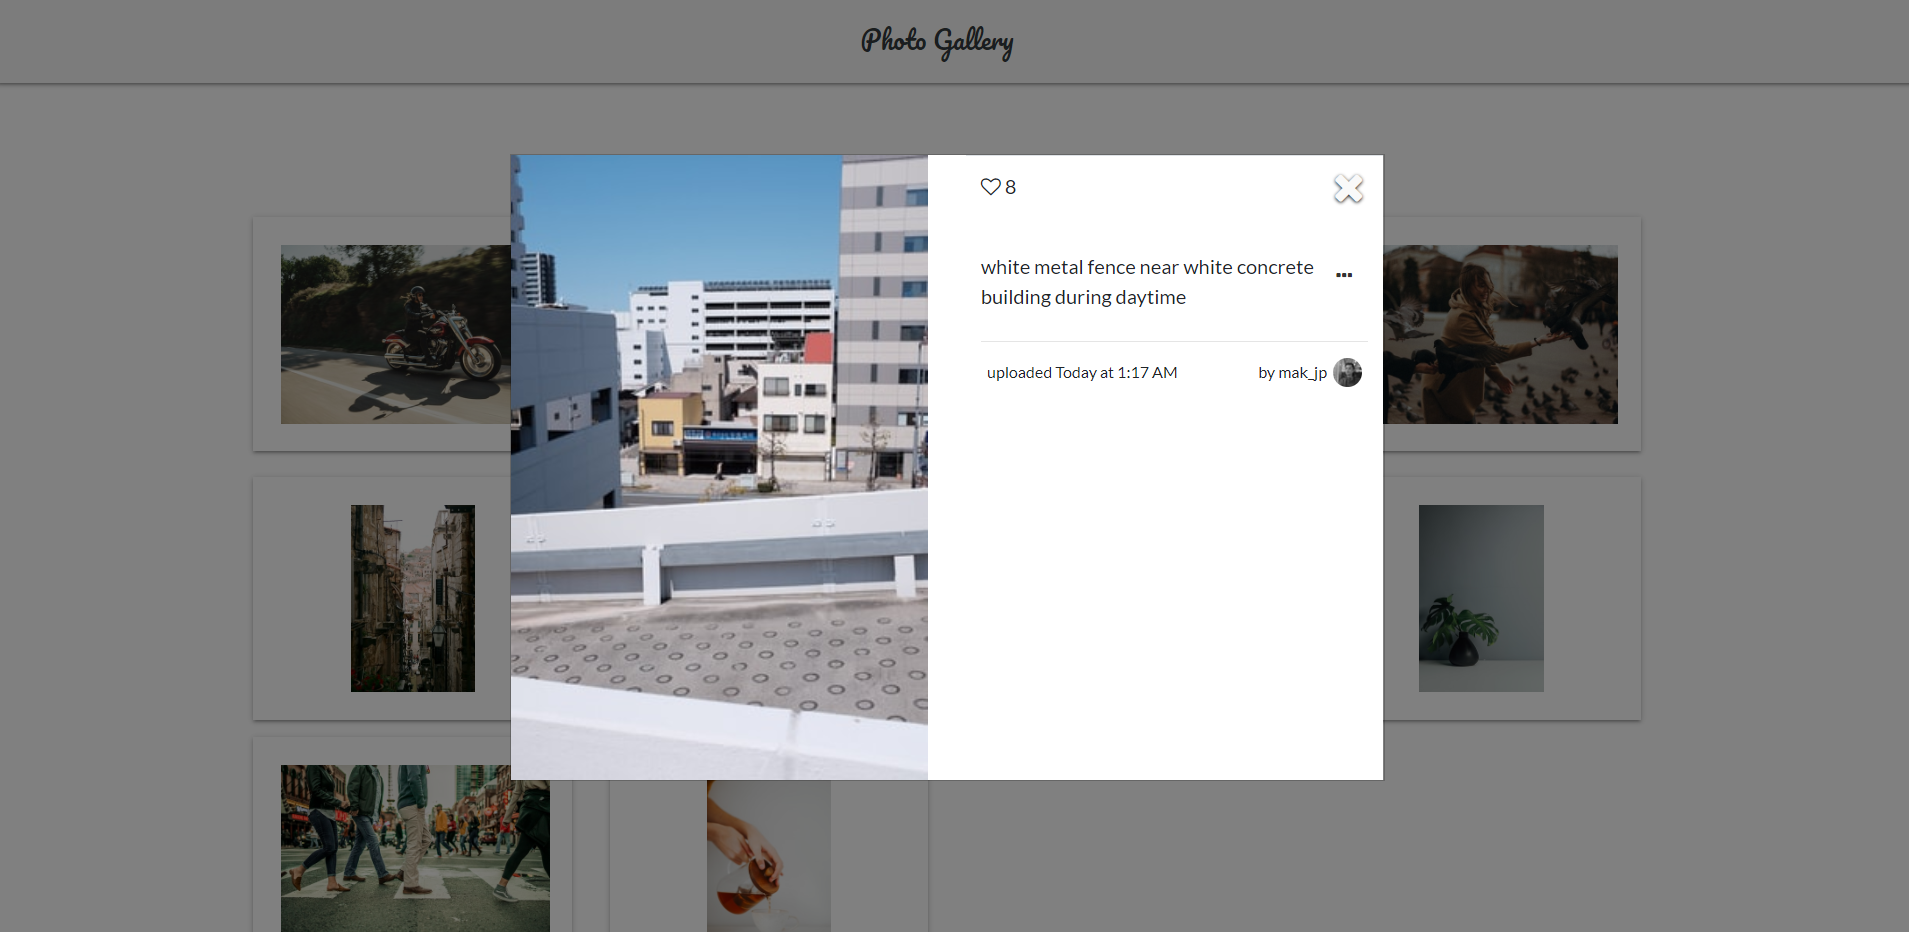 Photo Gallery
8
white metal fence near white concrete
building during daytime
uploaded Today at 1:17 AM
by mak_jp